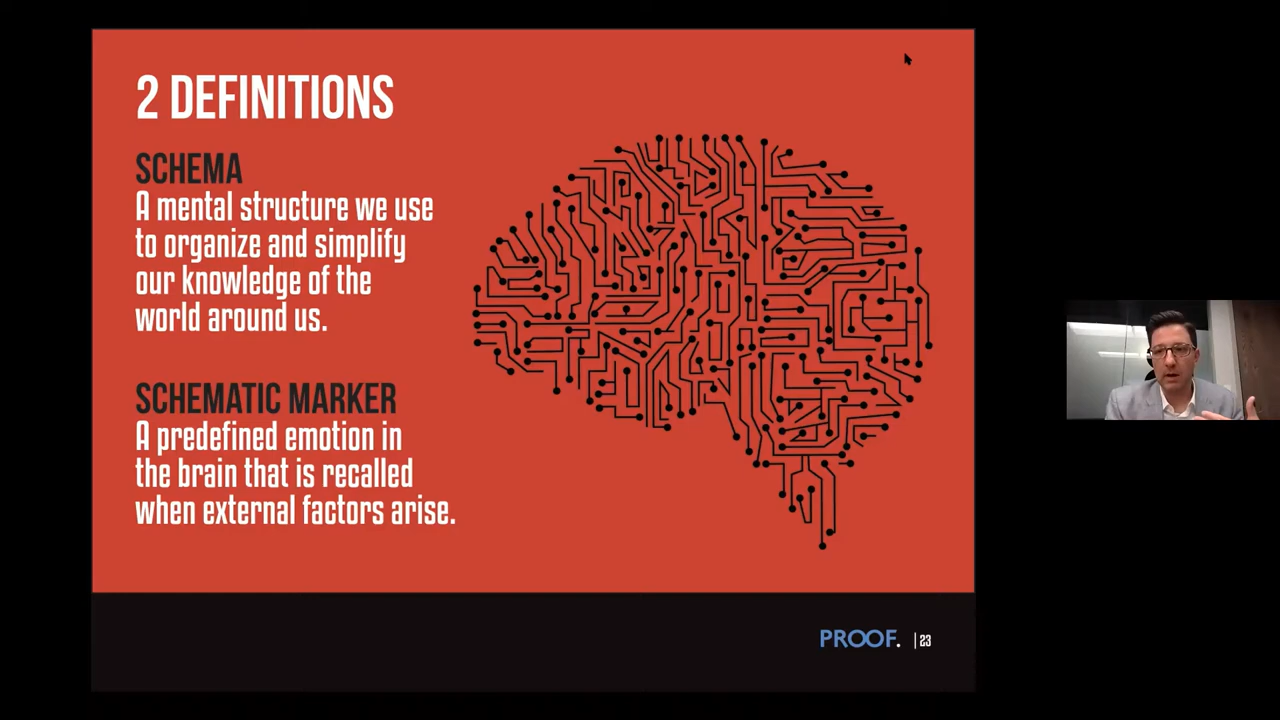 2 DEFINITIONS
SCHEMA
A mental structure we use
to organize and simplify
our knowledge of the
world around us.
SCHEMATIC MARKER
A predefined emotion in
the brain that is recalled
when external factors arise.
PROOF. | 23